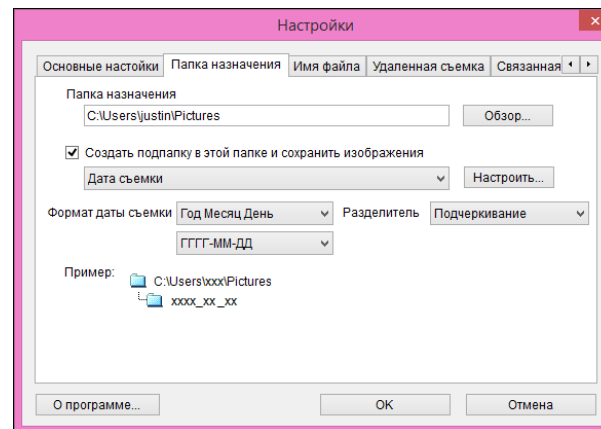 Настройки
Основные настойки Папка назначения Имя файла Удаленная съемка Связанная
Папка назначения
C:\Users\justin\Pictures Обзор...
Создать подпапку в этой папке и сохранить изображения
Дата съемки Настроить...
Формат даты съемки Год Месяц День Разделитель Подчеркивание
ГГГГ-ММ-ДД
Пример: C:\Users\xxx\Pictures
xxxx_xx_xx
О программе... OK Отмена